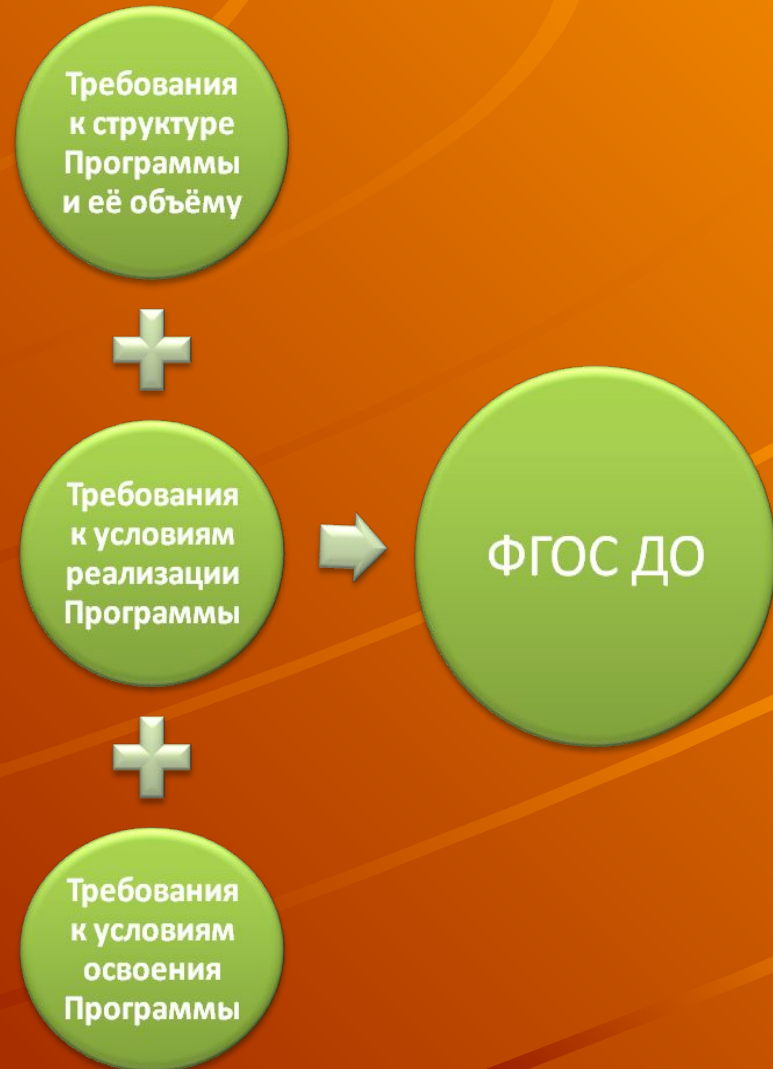 Требования
к структуре
Программы
и её объёму
Требования
к условиям
реализации
Программы
ФГОС ДО
Требования
к условиям
освоения
Программы